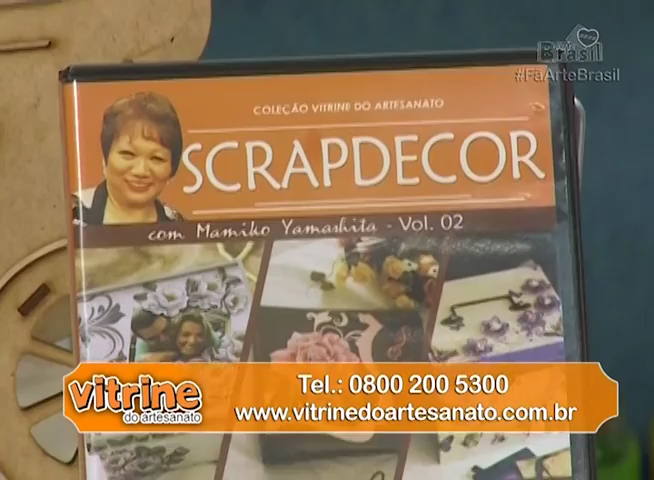 Brasil
#FaArteBrasil
COLEÇÃO VITRINE DO ARTESANATO
SCRAPDECOR
com Mamiko Yamashita - Vol. 02
vitrine
do artesanato
Tel.: 0800 200 5300
www.vitrinedoartesanato.com.br